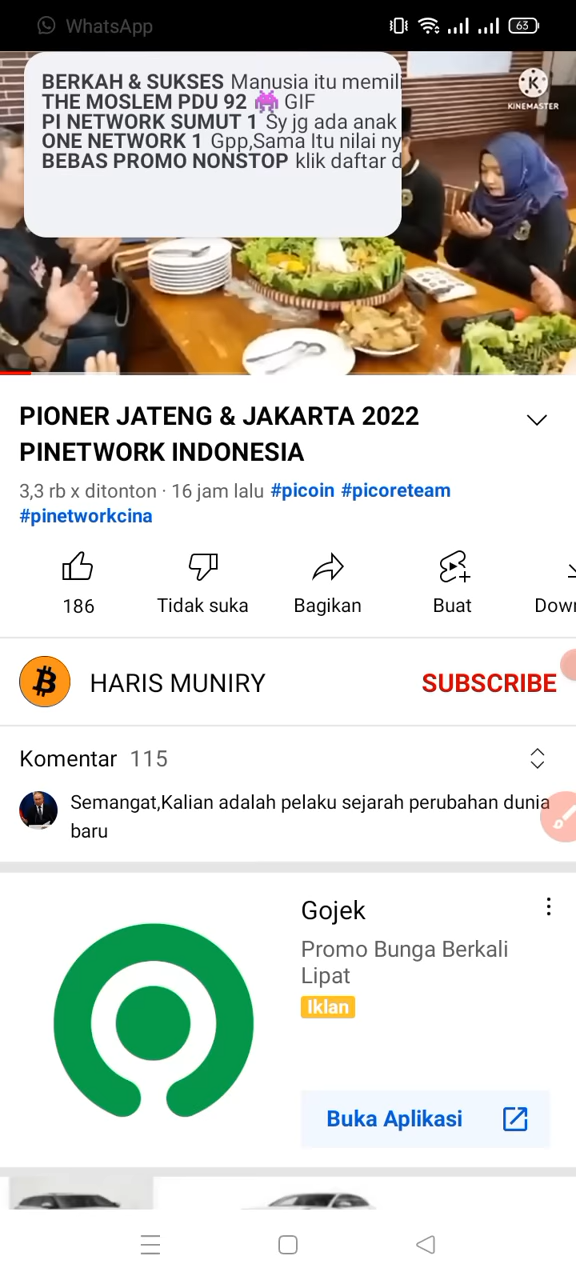 WhatsApp
63
BERKAH & SUKSES Manusia itu memil
THE MOSLEM PDU 92 👾 GIF
PI NETWORK SUMUT 1 Sy jg ada anak
ONE NETWORK 1 Gpp,Sama Itu nilai ny
BEBAS PROMO NONSTOP klik daftar d
K
KINEMASTER
PIONER JATENG & JAKARTA 2022
PINETWORK INDONESIA
3,3 rb x ditonton · 16 jam lalu #picoin #picoreteam
#pinetworkcina
186
Tidak suka
Bagikan
Buat
Down
HARIS MUNIRY
SUBSCRIBE
Komentar 115
Semangat,Kalian adalah pelaku sejarah perubahan dunia
baru
Gojek
Promo Bunga Berkali
Lipat
Iklan
Buka Aplikasi